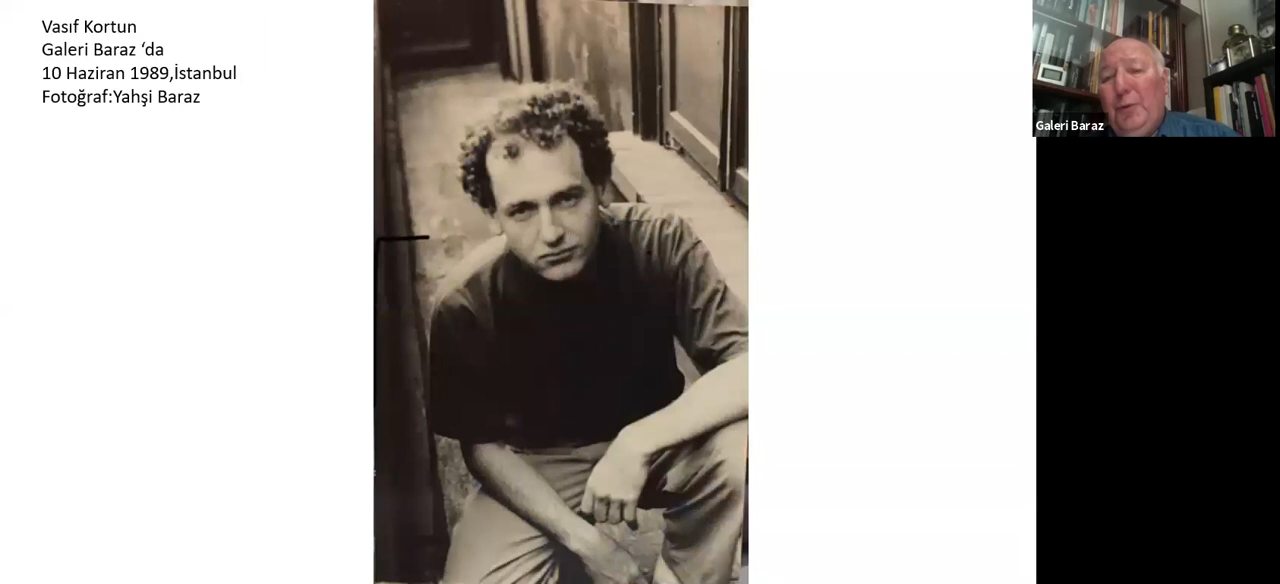 Vasıf Kortun
Galeri Baraz ‘da
10 Haziran 1989,İstanbul
Fotoğraf:Yahşi Baraz
Galeri Baraz